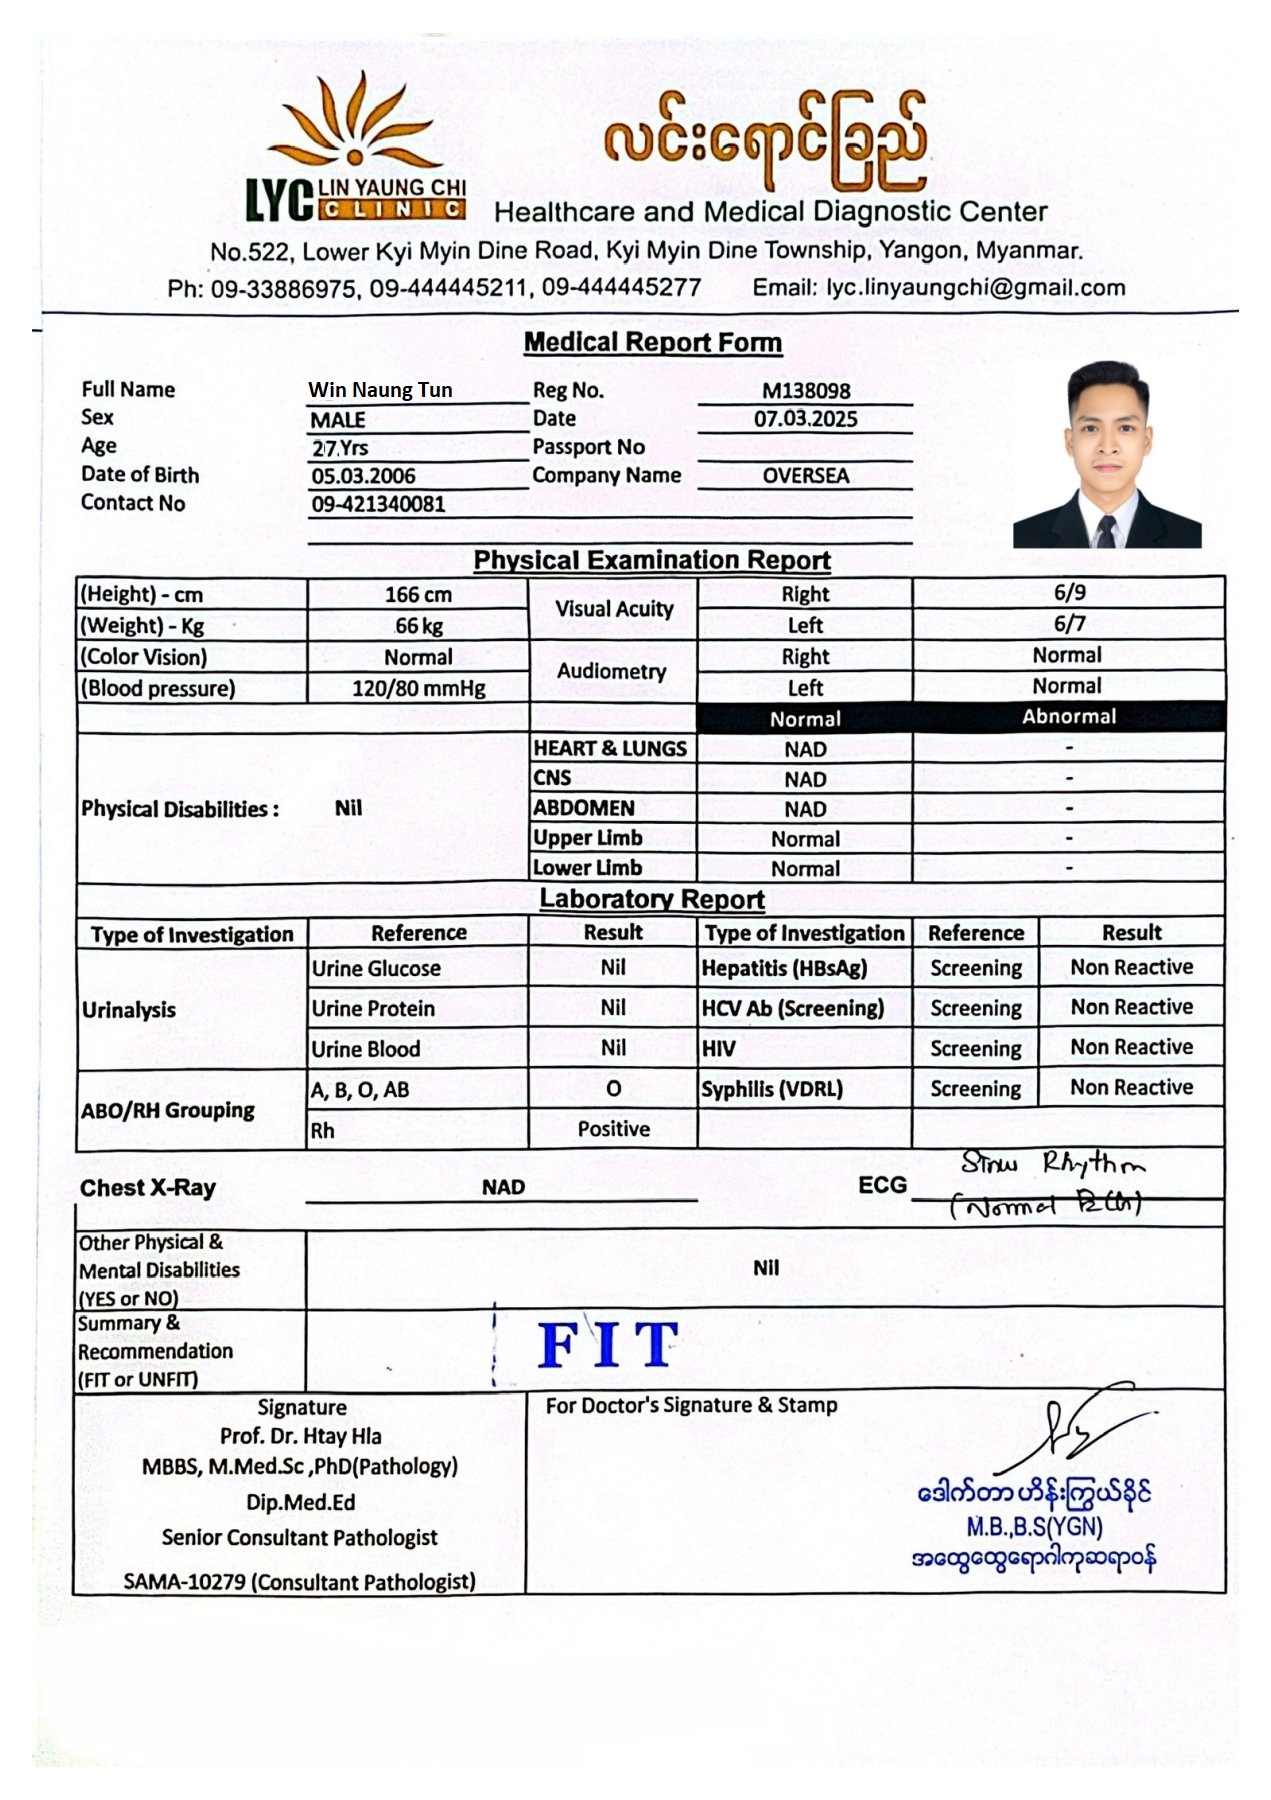 LYC LIN YAUNG CHI
CLINIC
လင်းရောင်ခြည်
Healthcare and Medical Diagnostic Center
No.522, Lower Kyi Myin Dine Road, Kyi Myin Dine Township, Yangon, Myanmar.
Ph: 09-33886975, 09-444445211, 09-444445277 Email: lyc.linyaungchi@gmail.com
Medical Report Form
Full Name Win Naung Tun Reg No. M138098
Sex MALE Date 07.03.2025
Age 27.Yrs Passport No
Date of Birth 05.03.2006 Company Name OVERSEA
Contact No 09-421340081
Physical Examination Report
(Height) - cm 166 cm Visual Acuity Right 6/9
(Weight) - Kg 66 kg Left 6/7
(Color Vision) Normal Audiometry Right Normal
(Blood pressure) 120/80 mmHg Left Normal
Normal Abnormal
Physical Disabilities : Nil
HEART & LUNGS NAD -
CNS NAD -
ABDOMEN NAD -
Upper Limb Normal -
Lower Limb Normal -
Laboratory Report
Type of Investigation Reference Result Type of Investigation Reference Result
Urinalysis Urine Glucose Nil Hepatitis (HBsAg) Screening Non Reactive
Urine Protein Nil HCV Ab (Screening) Screening Non Reactive
Urine Blood Nil HIV Screening Non Reactive
ABO/RH Grouping A, B, O, AB O Syphilis (VDRL) Screening Non Reactive
Rh Positive
Chest X-Ray NAD ECG Rhythm
(Normal
Other Physical &
Mental Disabilities
(YES or NO)
Nil
Summary &
Recommendation
(FIT or UNFIT)
FIT
Signature
Prof. Dr. Htay Hla
MBBS, M.Med.Sc ,PhD(Pathology)
Dip.Med.Ed
Senior Consultant Pathologist
SAMA-10279 (Consultant Pathologist)
For Doctor's Signature & Stamp
ဒေါက်တာဟိန်းကြွယ်ခိုင်
M.B.,B.S(YGN)
အထွေထွေရောဂါကုဆရာဝန်